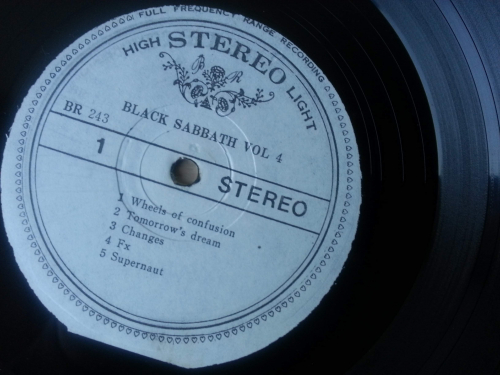 FULL FREQUENCY RANGE RECORDING
HIGH STEREO LIGHT
BR 243
BLACK SABBATH VOL 4
1
STEREO
1 Wheels of confusion
2 Tomorrow's dream
3 Changes
4 Fx
5 Supernaut